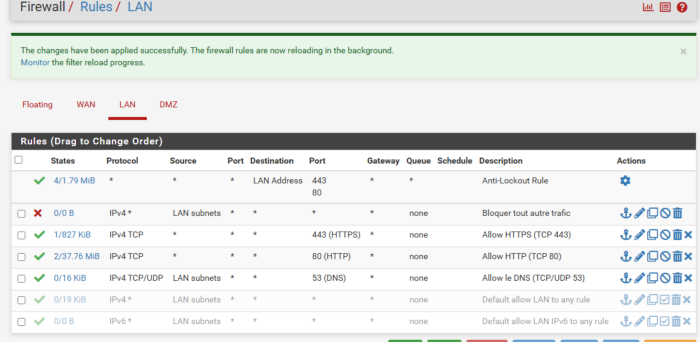 Firewall / Rules / LAN
The changes have been applied successfully. The firewall rules are now reloading in the background.
Monitor the filter reload progress.
×
Floating WAN LAN DMZ
Rules (Drag to Change Order)
States Protocol Source Port Destination Port Gateway Queue Schedule Description Actions
4/1.79 MiB * * * LAN Address 443 * * Anti-Lockout Rule
80
0/0 B IPv4 * LAN subnets * * * * none Bloquer tout autre trafic
1/827 KiB IPv4 TCP LAN subnets * * 443 (HTTPS) * none Allow HTTPS (TCP 443)
2/37.76 MiB IPv4 TCP LAN subnets * * 80 (HTTP) * none Allow HTTP (TCP 80)
0/16 KiB IPv4 TCP/UDP LAN subnets * * 53 (DNS) * none Allow le DNS (TCP/UDP 53)
0/19 KiB IPv4 * LAN subnets * * * * none Default allow LAN to any rule
0/0 B IPv6 * LAN subnets * * * * none Default allow LAN IPv6 to any rule